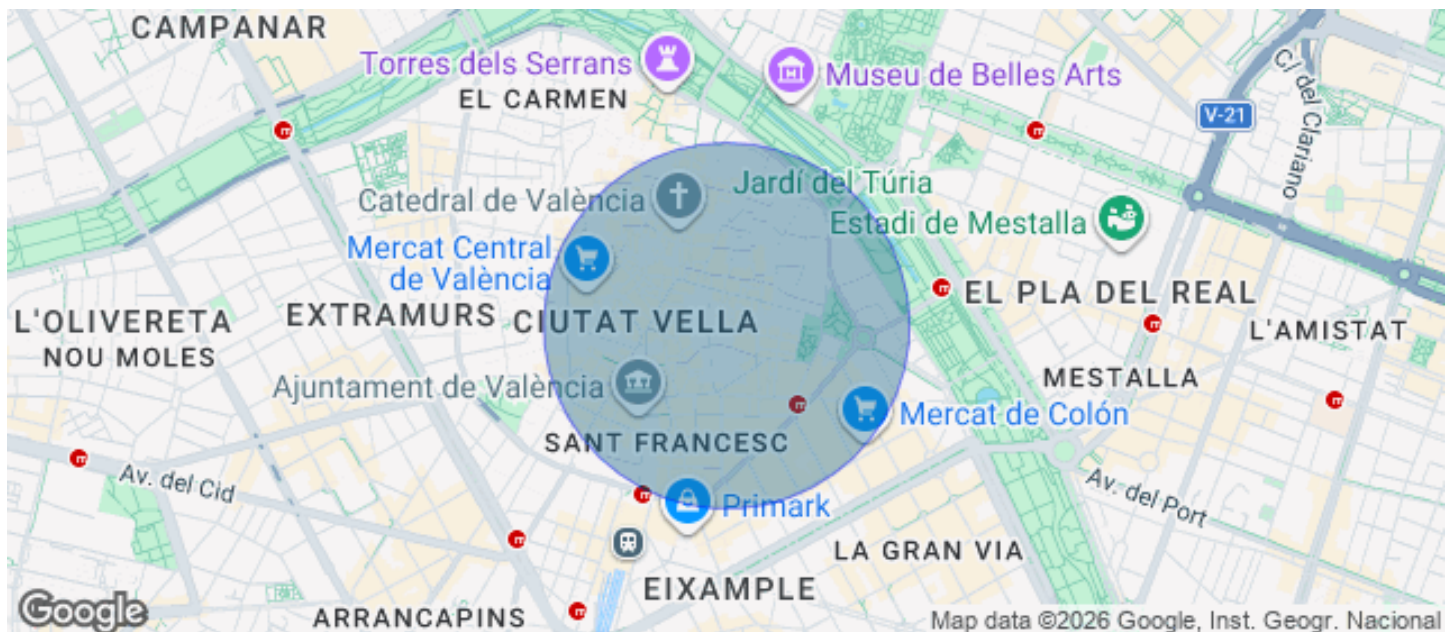 CAMPANAR
Torres dels Serrans
EL CARMEN
Museu de Belles Arts
V-21
C/ del Clariano
Catedral de València
Jardí del Túria
Estadi de Mestalla
Mercat Central
de València
L'OLIVERETA
NOU MOLES
EXTRAMURS
CIUTAT VELLA
EL PLA DEL REAL
L'AMISTAT
MESTALLA
Ajuntament de València
Mercat de Colón
SANT FRANCESC
Av. del Cid
Primark
Av. del Port
LA GRAN VIA
EIXAMPLE
ARRANCAPINS
Google
Map data ©2026 Google, Inst. Geogr. Nacional